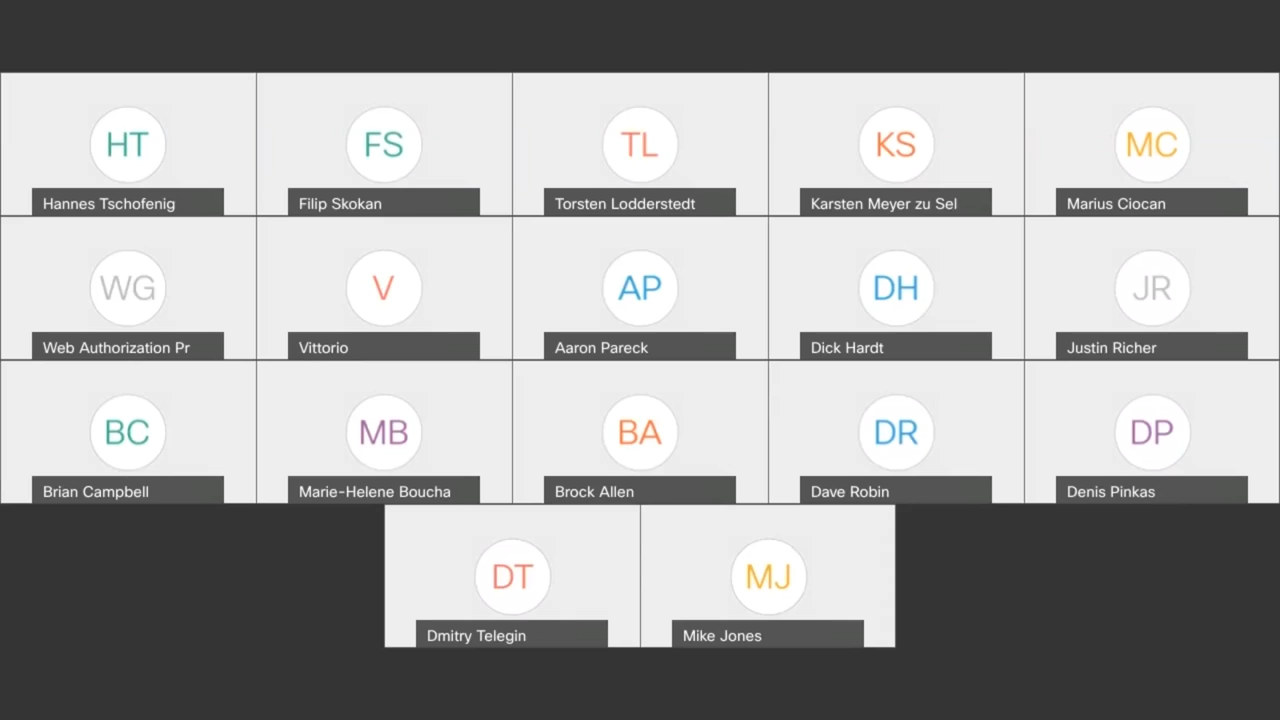 HT
FS
TL
KS
MC
Hannes Tschofenig
Filip Skokan
Torsten Lodderstedt
Karsten Meyer zu Sel
Marius Ciocan
WG
V
AP
DH
JR
Web Authorization Pr
Vittorio
Aaron Pareck
Dick Hardt
Justin Richer
BC
MB
BA
DR
DP
Brian Campbell
Marie-Helene Boucha
Brock Allen
Dave Robin
Denis Pinkas
DT
MJ
Dmitry Telegin
Mike Jones